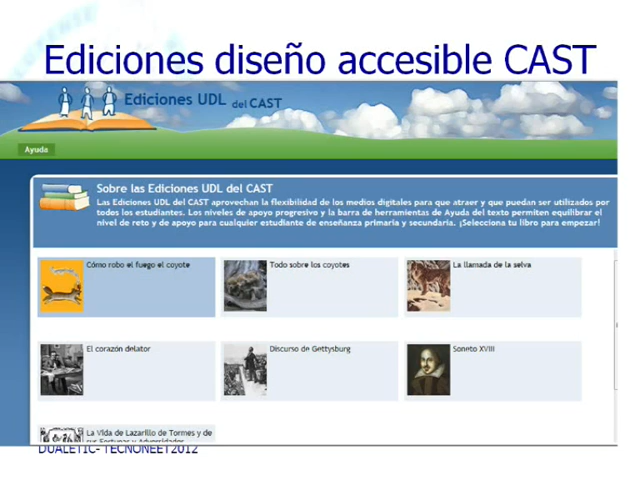 Ediciones diseño accesible CAST
Ediciones UDL del CAST
Ayuda
Sobre las Ediciones UDL del CAST
Las Ediciones UDL del CAST aprovechan la flexibilidad de los medios digitales para que atraer y que puedan ser utilizados por
todos los estudiantes. Los niveles de apoyo progresivo y la barra de herramientas de Ayuda del texto permiten equilibrar el
nivel de reto y de apoyo para cualquier estudiante de enseñanza primaria y secundaria. ¡Selecciona tu libro para empezar!
Cómo robo el fuego el coyote
Todo sobre los coyotes
La llamada de la selva
El corazón delator
Discurso de Gettysburg
Soneto XVIII
La Vida de Lazarillo de Tormes y de
sus Fortunas y Adversidades
DUALETIC- TECNONEET2012